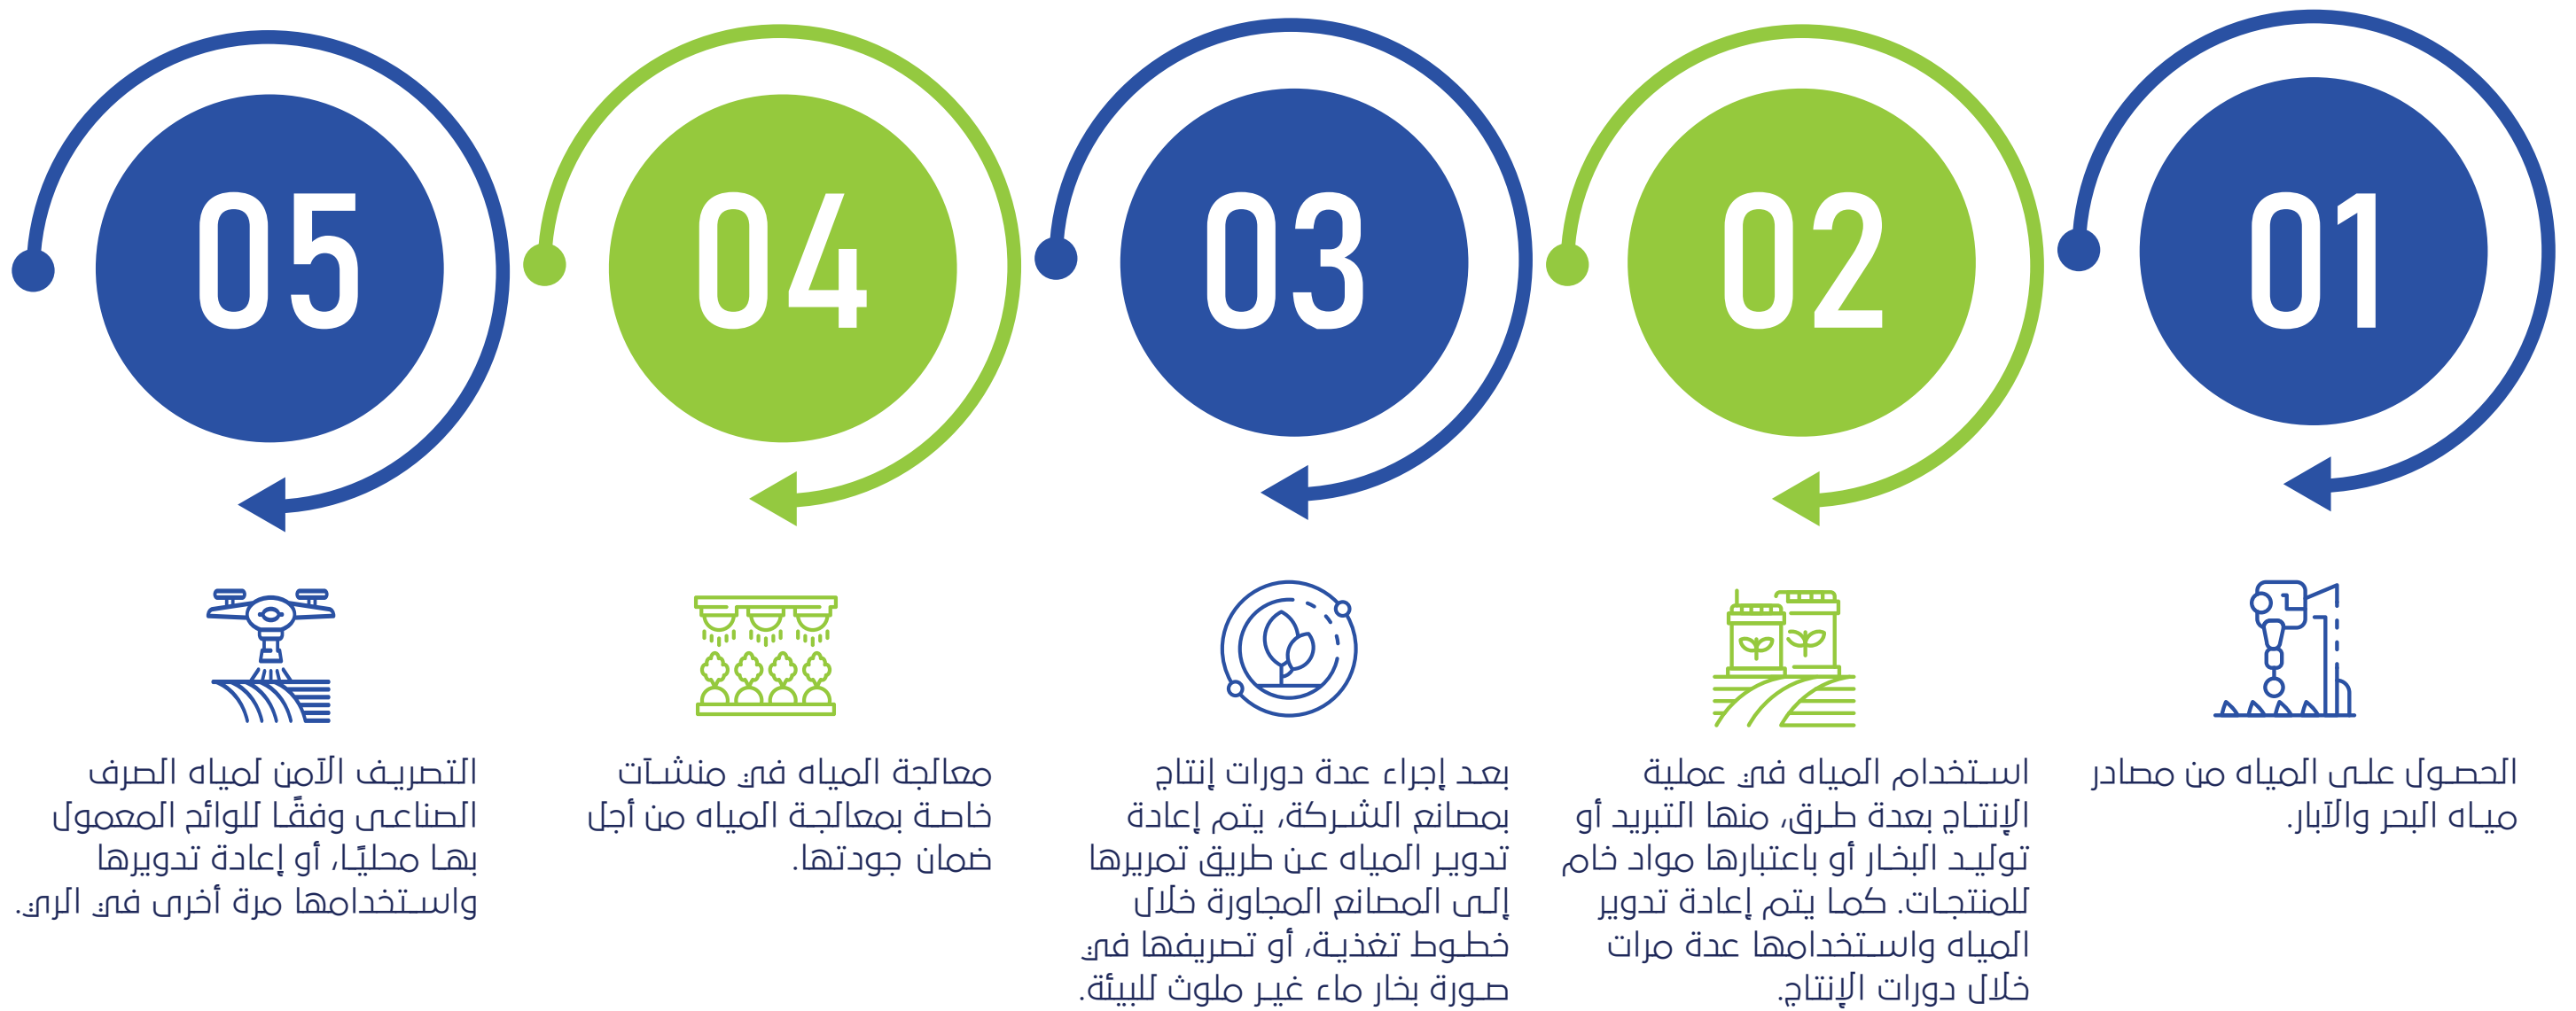 01
الحصول على المياه من مصادر
مياه البحر والآبار.
02
استخدام المياه في عملية
الإنتاج بعدة طرق، منها التبريد أو
توليد البخار أو باعتبارها مواد خام
للمنتجات. كما يتم إعادة تدوير
المياه واستخدامها عدة مرات
خلال دورات الإنتاج.
03
بعد إجراء عدة دورات إنتاج
بمصانع الشركة، يتم إعادة
تدوير المياه عن طريق تمريرها
إلى المصانع المجاورة خلال
خطوط تغذية، أو تصريفها في
صورة بخار ماء غير ملوث للبيئة.
04
معالجة المياه في منشآت
خاصة بمعالجة المياه من أجل
ضمان جودتها.
05
التصريف الآمن لمياه الصرف
الصناعى وفقًا للوائح المعمول
بها محليًا، أو إعادة تدويرها
واستخدامها مرة أخرى في الري.